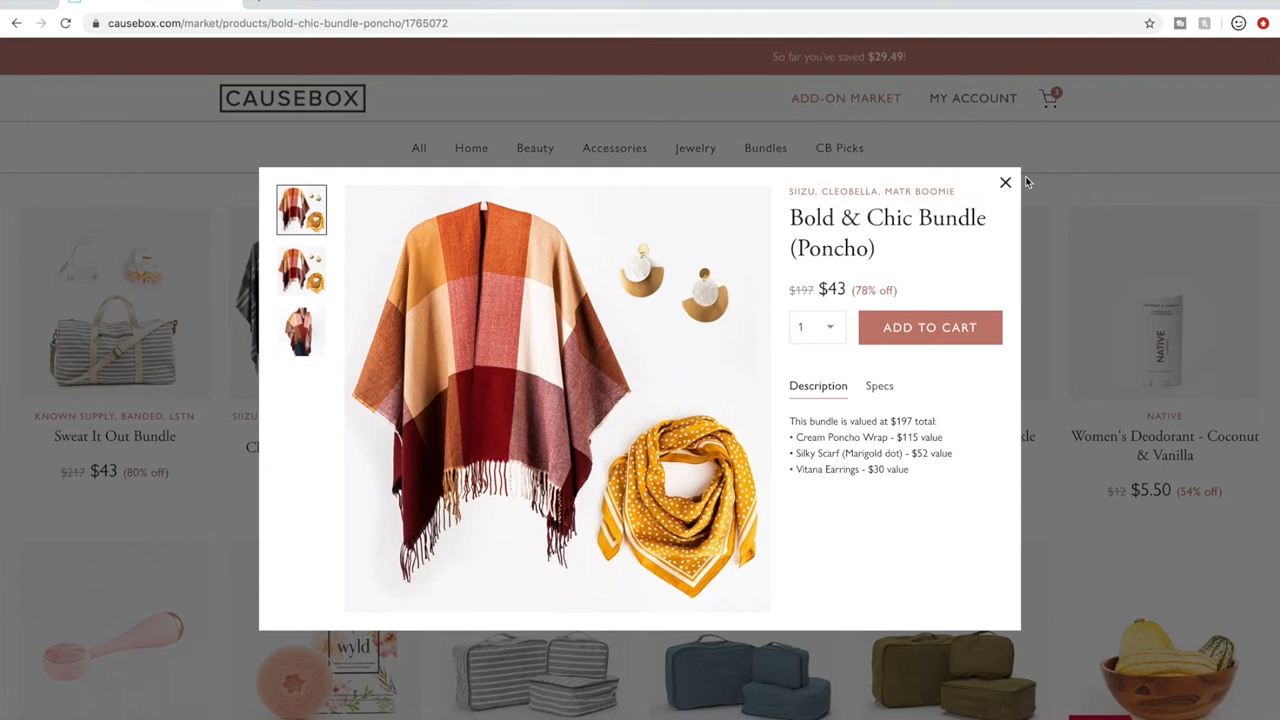 causebox.com/market/products/bold-chic-bundle-poncho/1765072
So far you've saved $29.49!
CAUSEBOX
ADD-ON MARKET
MY ACCOUNT
3
All
Home
Beauty
Accessories
Jewelry
Bundles
CB Picks
SIIZU, CLEOBELLA, MATR BOOMIE
Bold & Chic Bundle
(Poncho)
$197 $43 (78% off)
1
ADD TO CART
Description
Specs
This bundle is valued at $197 total:
• Cream Poncho Wrap - $115 value
• Silky Scarf (Marigold dot) - $52 value
• Vitana Earrings - $30 value
KNOWN SUPPLY, BANDED, LSTN
Sweat It Out Bundle
$217 $43 (80% off)
SIIZU
NATIVE
NATIVE
Women's Deodorant - Coconut
& Vanilla
$12 $5.50 (54% off)
wyld